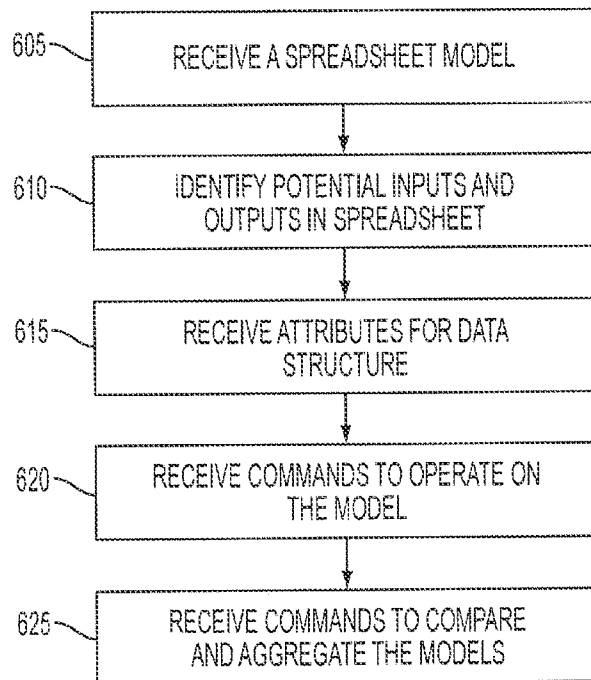 605
RECEIVE A SPREADSHEET MODEL
610
IDENTIFY POTENTIAL INPUTS AND
OUTPUTS IN SPREADSHEET
615
RECEIVE ATTRIBUTES FOR DATA
STRUCTURE
620
RECEIVE COMMANDS TO OPERATE ON
THE MODEL
625
RECEIVE COMMANDS TO COMPARE
AND AGGREGATE THE MODELS